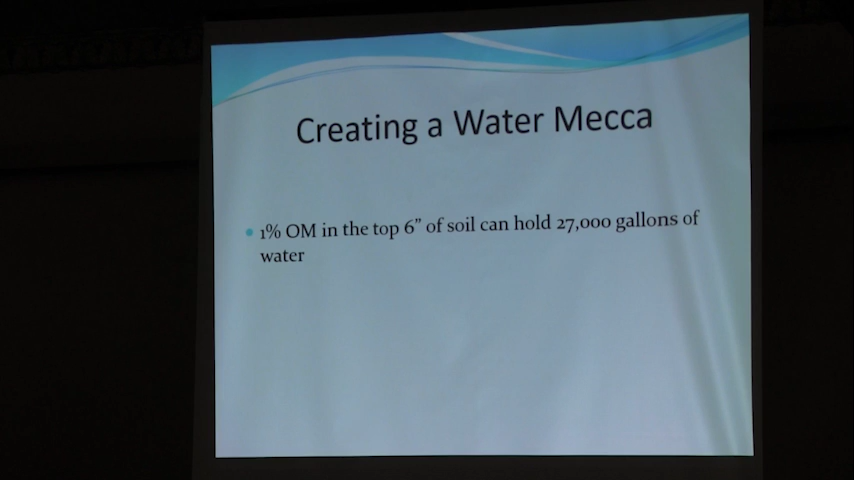 Creating a Water Mecca
1% OM in the top 6” of soil can hold 27,000 gallons of
water